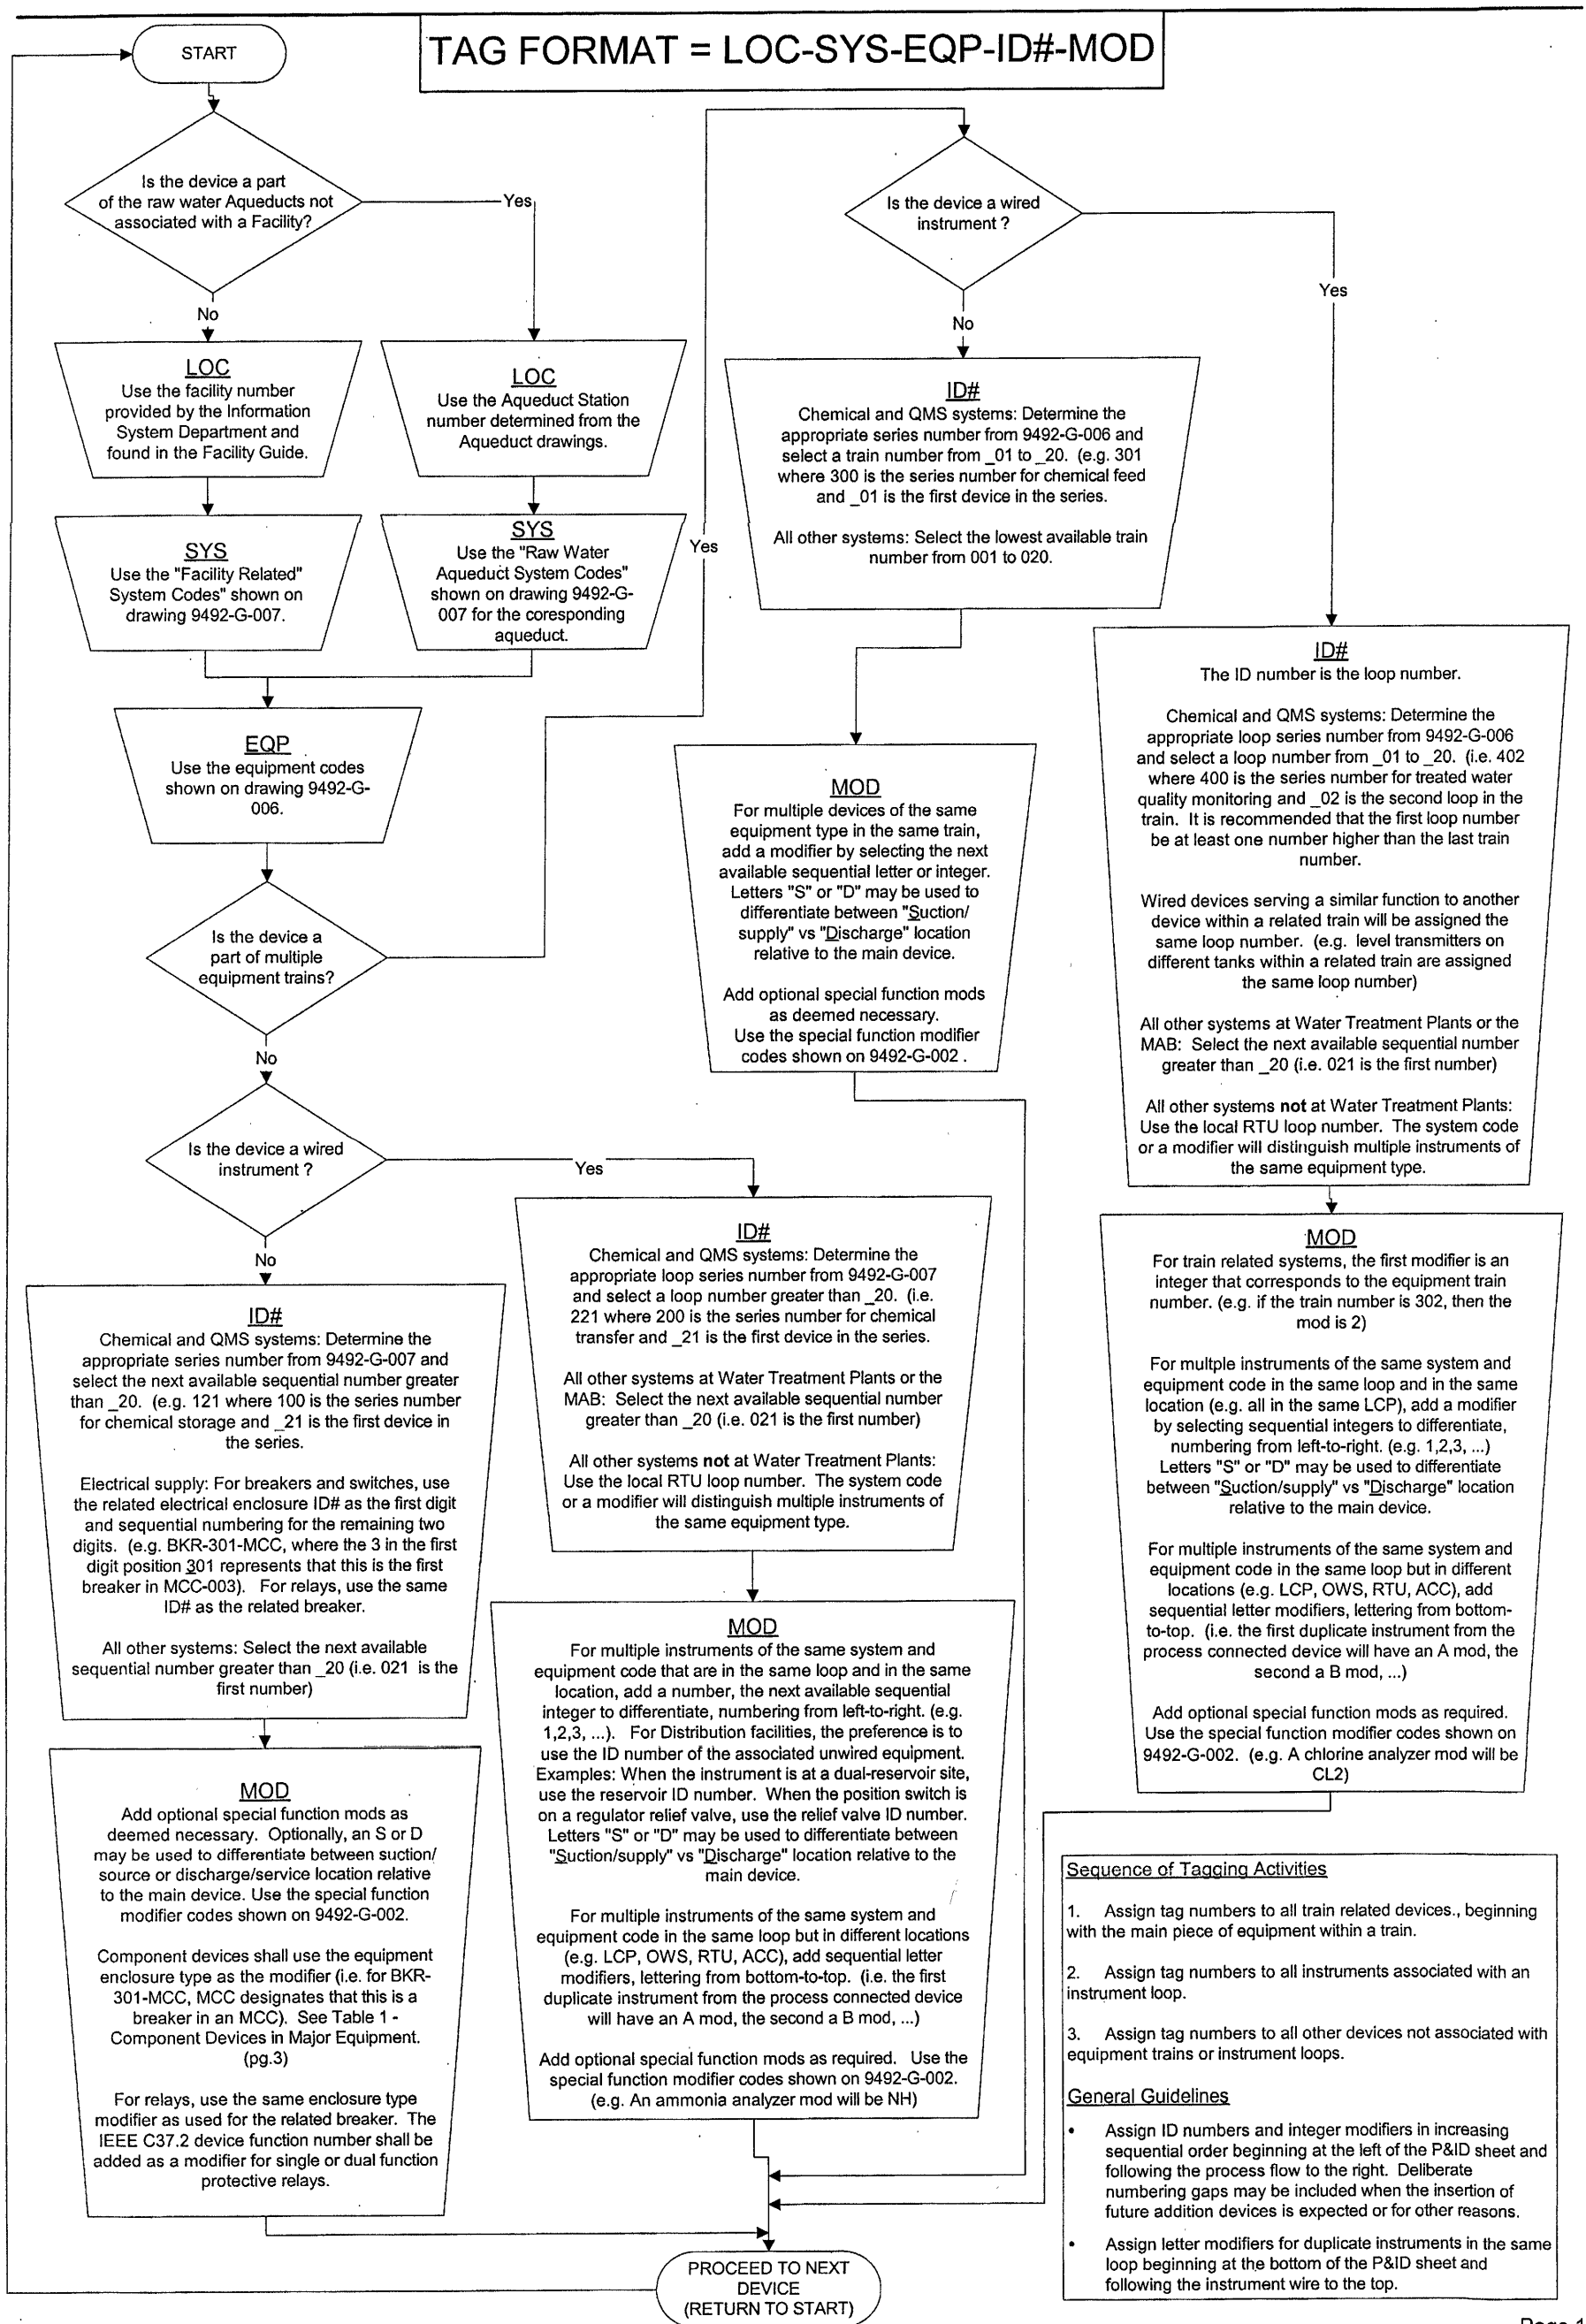 TAG FORMAT = LOC-SYS-EQP-ID#-MOD
START
Is the device a part
of the raw water Aqueducts not
associated with a Facility?
Yes
No
LOC
Use the facility number
provided by the Information
System Department and
found in the Facility Guide.
LOC
Use the Aqueduct Station
number determined from the
Aqueduct drawings.
SYS
Use the "Facility Related"
System Codes" shown on
drawing 9492-G-007.
SYS
Use the "Raw Water
Aqueduct System Codes"
shown on drawing 9492-G-
007 for the coresponding
aqueduct.
EQP
Use the equipment codes
shown on drawing 9492-G-
006.
Is the device a
part of multiple
equipment trains?
Yes
No
Is the device a wired
instrument ?
Yes
No
ID#
Chemical and QMS systems: Determine the
appropriate series number from 9492-G-007 and
select the next available sequential number greater
than _20. (e.g. 121 where 100 is the series number
for chemical storage and _21 is the first device in
the series.
Electrical supply: For breakers and switches, use
the related electrical enclosure ID# as the first digit
and sequential numbering for the remaining two
digits. (e.g. BKR-301-MCC, where the 3 in the first
digit position 301 represents that this is the first
breaker in MCC-003). For relays, use the same
ID# as the related breaker.
All other systems: Select the next available
sequential number greater than _20 (i.e. 021 is the
first number)
MOD
Add optional special function mods as
deemed necessary. Optionally, an S or D
may be used to differentiate between suction/
source or discharge/service location relative
to the main device. Use the special function
modifier codes shown on 9492-G-002.
Component devices shall use the equipment
enclosure type as the modifier (i.e. for BKR-
301-MCC, MCC designates that this is a
breaker in an MCC). See Table 1 -
Component Devices in Major Equipment.
(pg.3)
For relays, use the same enclosure type
modifier as used for the related breaker. The
IEEE C37.2 device function number shall be
added as a modifier for single or dual function
protective relays.
ID#
Chemical and QMS systems: Determine the
appropriate loop series number from 9492-G-007
and select a loop number greater than _20. (i.e.
221 where 200 is the series number for chemical
transfer and _21 is the first device in the series.
All other systems at Water Treatment Plants or the
MAB: Select the next available sequential number
greater than _20 (i.e. 021 is the first number)
All other systems not at Water Treatment Plants:
Use the local RTU loop number. The system code
or a modifier will distinguish multiple instruments of
the same equipment type.
MOD
For multiple instruments of the same system and
equipment code that are in the same loop and in the same
location, add a number, the next available sequential
integer to differentiate, numbering from left-to-right. (e.g.
1,2,3, ...). For Distribution facilities, the preference is to
use the ID number of the associated unwired equipment.
Examples: When the instrument is at a dual-reservoir site,
use the reservoir ID number. When the position switch is
on a regulator relief valve, use the relief valve ID number.
Letters "S" or "D" may be used to differentiate between
"Suction/supply" vs "Discharge" location relative to the
main device.
For multiple instruments of the same system and
equipment code in the same loop but in different locations
(e.g. LCP, OWS, RTU, ACC), add sequential letter
modifiers, lettering from bottom-to-top. (i.e. the first
duplicate instrument from the process connected device
will have an A mod, the second a B mod, ...)
Add optional special function mods as required. Use the
special function modifier codes shown on 9492-G-002.
(e.g. An ammonia analyzer mod will be NH)
Is the device a wired
instrument ?
Yes
No
ID#
Chemical and QMS systems: Determine the
appropriate series number from 9492-G-006 and
select a train number from _01 to _20. (e.g. 301
where 300 is the series number for chemical feed
and _01 is the first device in the series.
All other systems: Select the lowest available train
number from 001 to 020.
MOD
For multiple devices of the same
equipment type in the same train,
add a modifier by selecting the next
available sequential letter or integer.
Letters "S" or "D" may be used to
differentiate between "Suction/
supply" vs "Discharge" location
relative to the main device.
Add optional special function mods
as deemed necessary.
Use the special function modifier
codes shown on 9492-G-002 .
ID#
The ID number is the loop number.
Chemical and QMS systems: Determine the
appropriate loop series number from 9492-G-006
and select a loop number from _01 to _20. (i.e. 402
where 400 is the series number for treated water
quality monitoring and _02 is the second loop in the
train. It is recommended that the first loop number
be at least one number higher than the last train
number.
Wired devices serving a similar function to another
device within a related train will be assigned the
same loop number. (e.g. level transmitters on
different tanks within a related train are assigned
the same loop number)
All other systems at Water Treatment Plants or the
MAB: Select the next available sequential number
greater than _20 (i.e. 021 is the first number)
All other systems not at Water Treatment Plants:
Use the local RTU loop number. The system code
or a modifier will distinguish multiple instruments of
the same equipment type.
MOD
For train related systems, the first modifier is an
integer that corresponds to the equipment train
number. (e.g. if the train number is 302, then the
mod is 2)
For multple instruments of the same system and
equipment code in the same loop and in the same
location (e.g. all in the same LCP), add a modifier
by selecting sequential integers to differentiate,
numbering from left-to-right. (e.g. 1,2,3, ...)
Letters "S" or "D" may be used to differentiate
between "Suction/supply" vs "Discharge" location
relative to the main device.
For multiple instruments of the same system and
equipment code in the same loop but in different
locations (e.g. LCP, OWS, RTU, ACC), add
sequential letter modifiers, lettering from bottom-
to-top. (i.e. the first duplicate instrument from the
process connected device will have an A mod, the
second a B mod, ...)
Add optional special function mods as required.
Use the special function modifier codes shown on
9492-G-002. (e.g. A chlorine analyzer mod will be
CL2)
PROCEED TO NEXT
DEVICE
(RETURN TO START)
Sequence of Tagging Activities
1. Assign tag numbers to all train related devices., beginning
with the main piece of equipment within a train.
2. Assign tag numbers to all instruments associated with an
instrument loop.
3. Assign tag numbers to all other devices not associated with
equipment trains or instrument loops.
General Guidelines
• Assign ID numbers and integer modifiers in increasing
sequential order beginning at the left of the P&ID sheet and
following the process flow to the right. Deliberate
numbering gaps may be included when the insertion of
future addition devices is expected or for other reasons.
• Assign letter modifiers for duplicate instruments in the same
loop beginning at the bottom of the P&ID sheet and
following the instrument wire to the top.